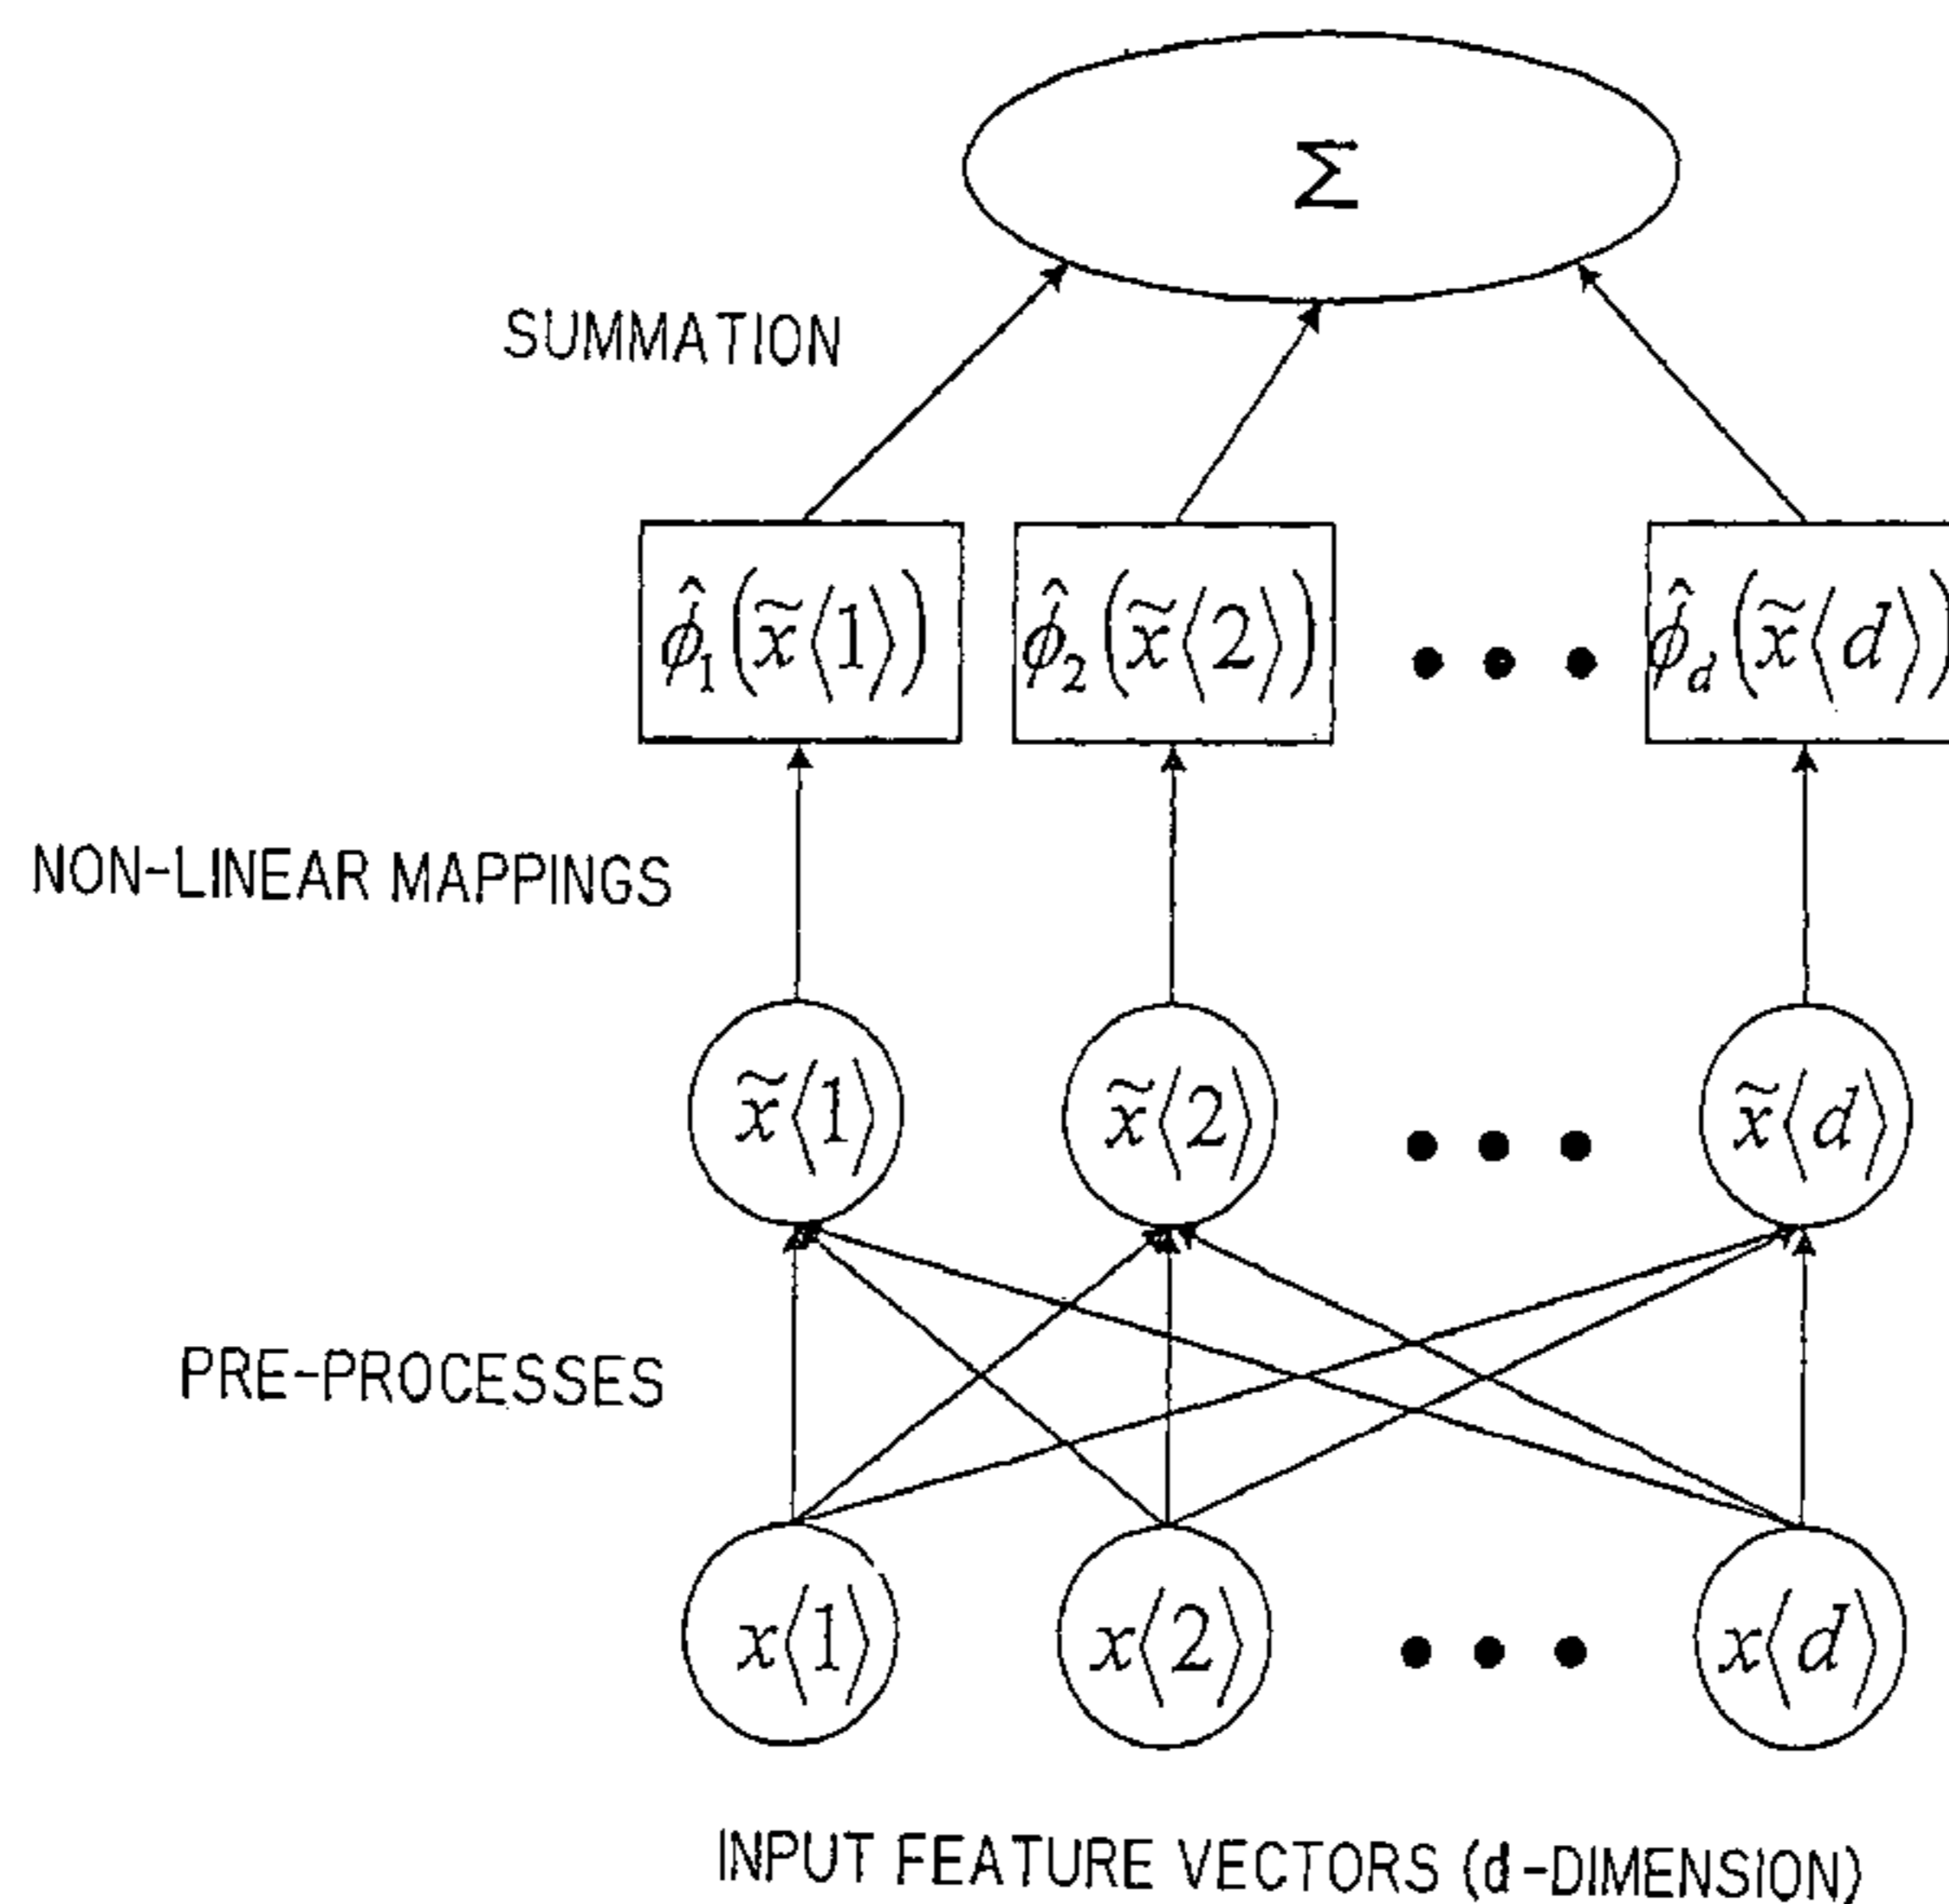 Σ
SUMMATION
φ̂₁(x̃⟨1⟩) φ̂₂(x̃⟨2⟩) ••• φ̂_d(x̃⟨d⟩)
NON-LINEAR MAPPINGS
x̃⟨1⟩ x̃⟨2⟩ ••• x̃⟨d⟩
PRE-PROCESSES
x⟨1⟩ x⟨2⟩ ••• x⟨d⟩
INPUT FEATURE VECTORS (d-DIMENSION)